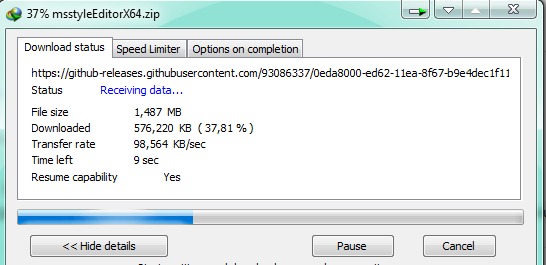 37% msstyleEditorX64.zip
Download status Speed Limiter Options on completion
https://github-releases.githubusercontent.com/93086337/0eda8000-ed62-11ea-8f67-b9e4dec1f11
Status Receiving data...
File size 1,487 MB
Downloaded 576,220 KB ( 37,81 % )
Transfer rate 98,564 KB/sec
Time left 9 sec
Resume capability Yes
<< Hide details Pause Cancel